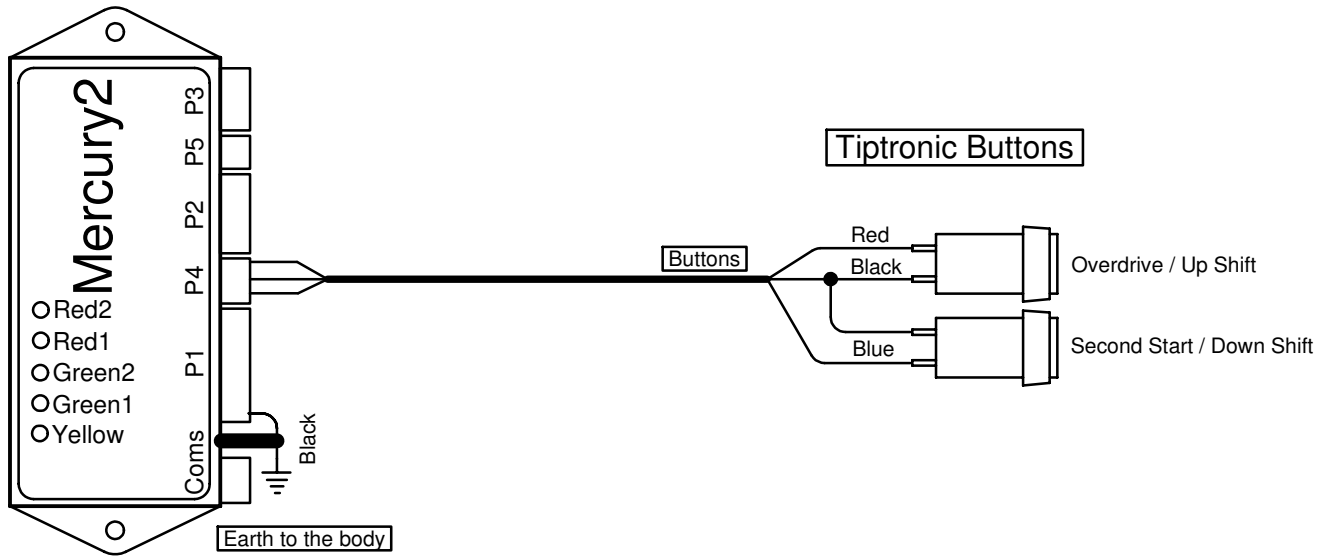 Mercury2
P3
P5
P2
P4
P1
Coms
Red2
Red1
Green2
Green1
Yellow
Black
Earth to the body
Buttons
Tiptronic Buttons
Red
Black
Blue
Overdrive / Up Shift
Second Start / Down Shift